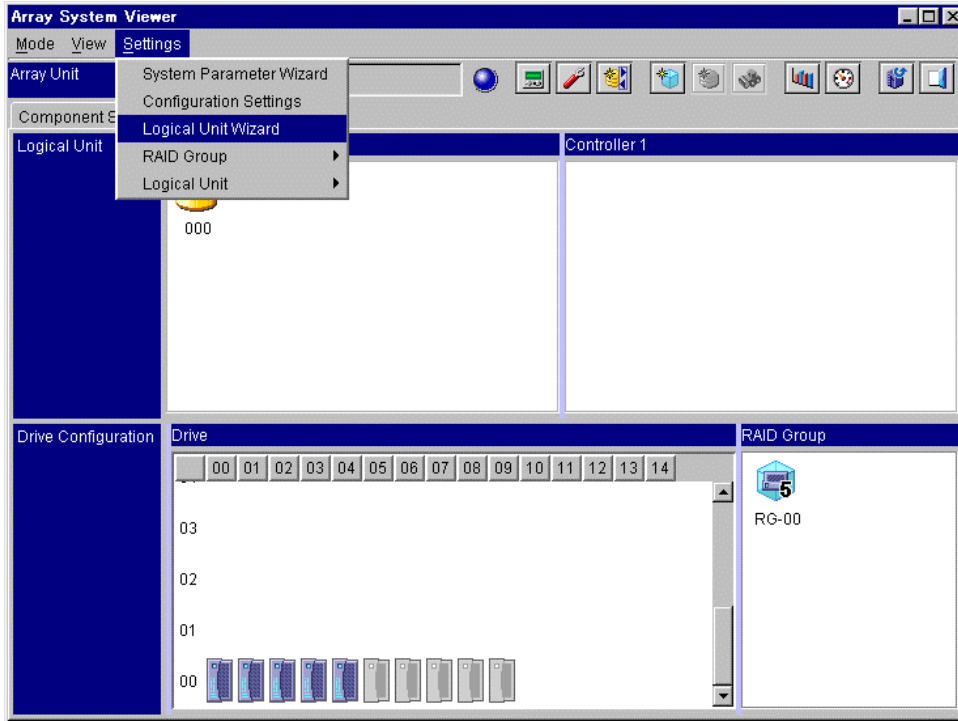 Array System Viewer
Mode View Settings
Array Unit
System Parameter Wizard
Configuration Settings
Logical Unit Wizard
RAID Group
Logical Unit
Component
Logical Unit
Controller 1
000
Drive Configuration
Drive
RAID Group
00 01 02 03 04 05 06 07 08 09 10 11 12 13 14
5
RG-00
03
02
01
00